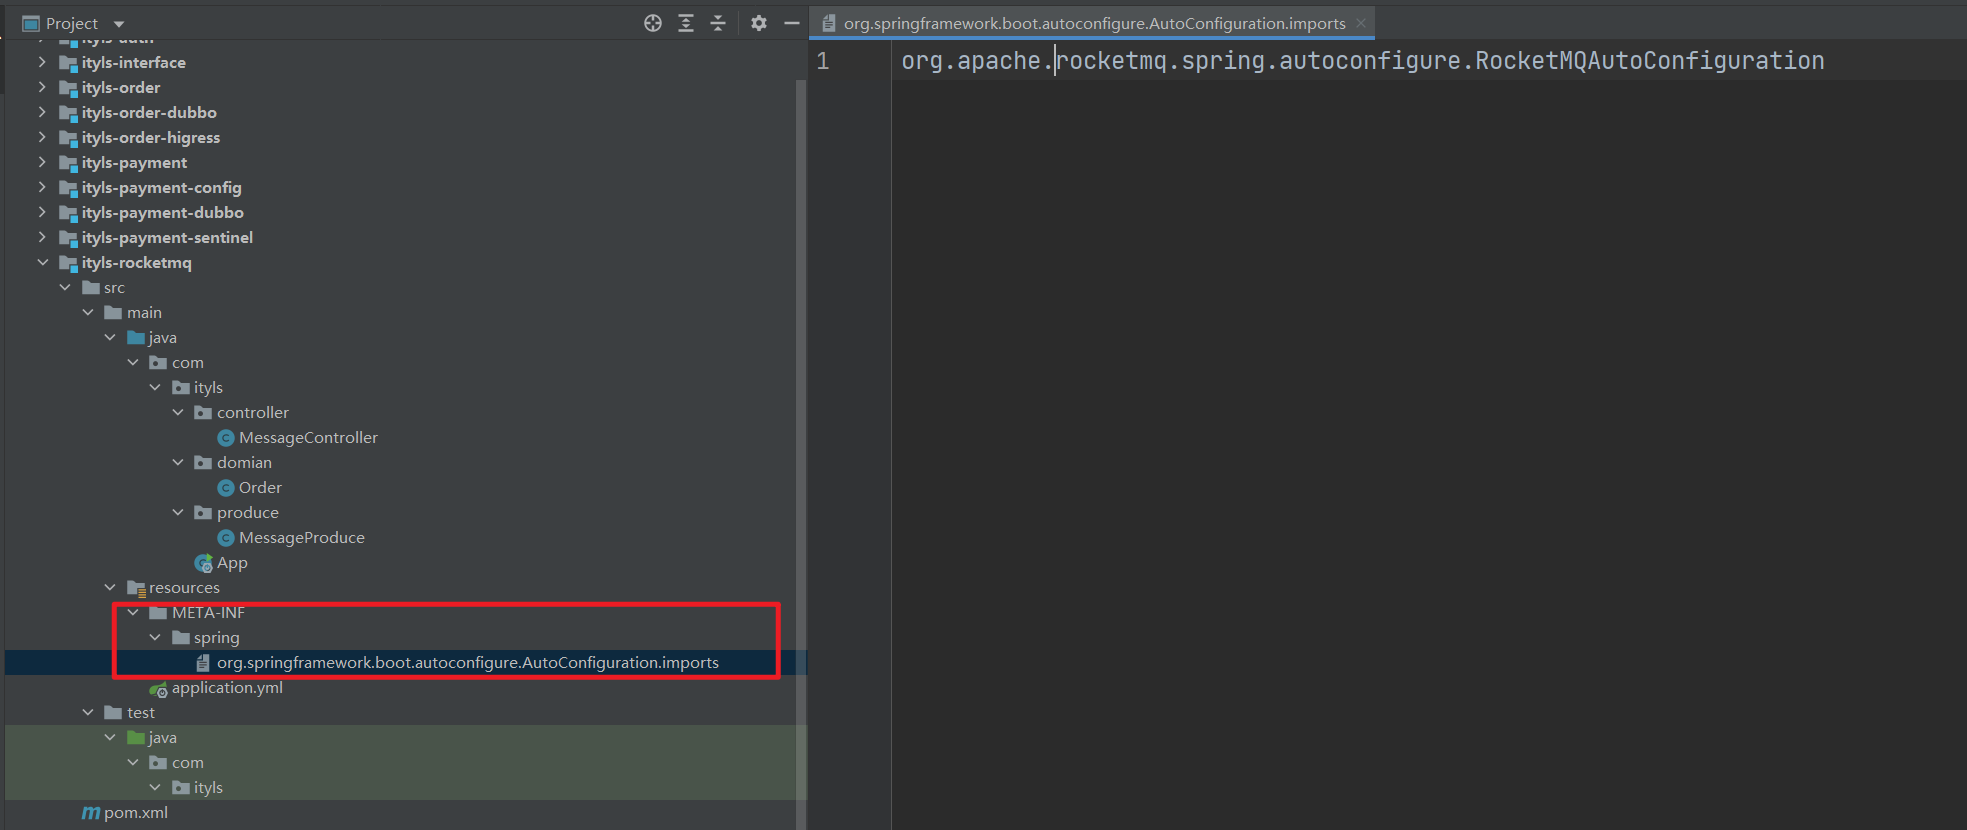 Project
ityls-auth
ityls-interface
ityls-order
ityls-order-dubbo
ityls-order-higress
ityls-payment
ityls-payment-config
ityls-payment-dubbo
ityls-payment-sentinel
ityls-rocketmq
src
main
java
com
ityls
controller
MessageController
domian
Order
produce
MessageProduce
App
resources
META-INF
spring
org.springframework.boot.autoconfigure.AutoConfiguration.imports
application.yml
test
java
com
ityls
pom.xml
org.springframework.boot.autoconfigure.AutoConfiguration.imports
1 org.apache.rocketmq.spring.autoconfigure.RocketMQAutoConfiguration